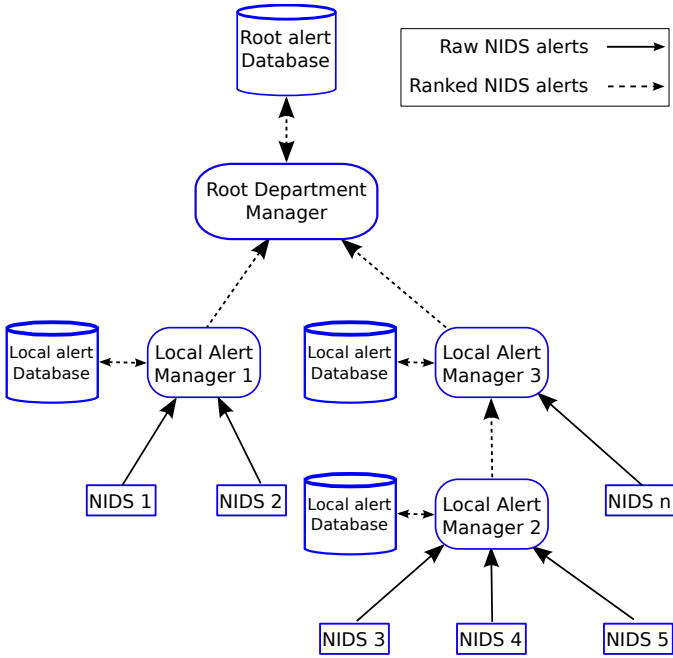 Root alert
Database
Raw NIDS alerts
Ranked NIDS alerts
Root Department
Manager
Local alert
Database
Local Alert
Manager 1
Local alert
Database
Local Alert
Manager 3
NIDS 1
NIDS 2
Local alert
Database
Local Alert
Manager 2
NIDS n
NIDS 3
NIDS 4
NIDS 5